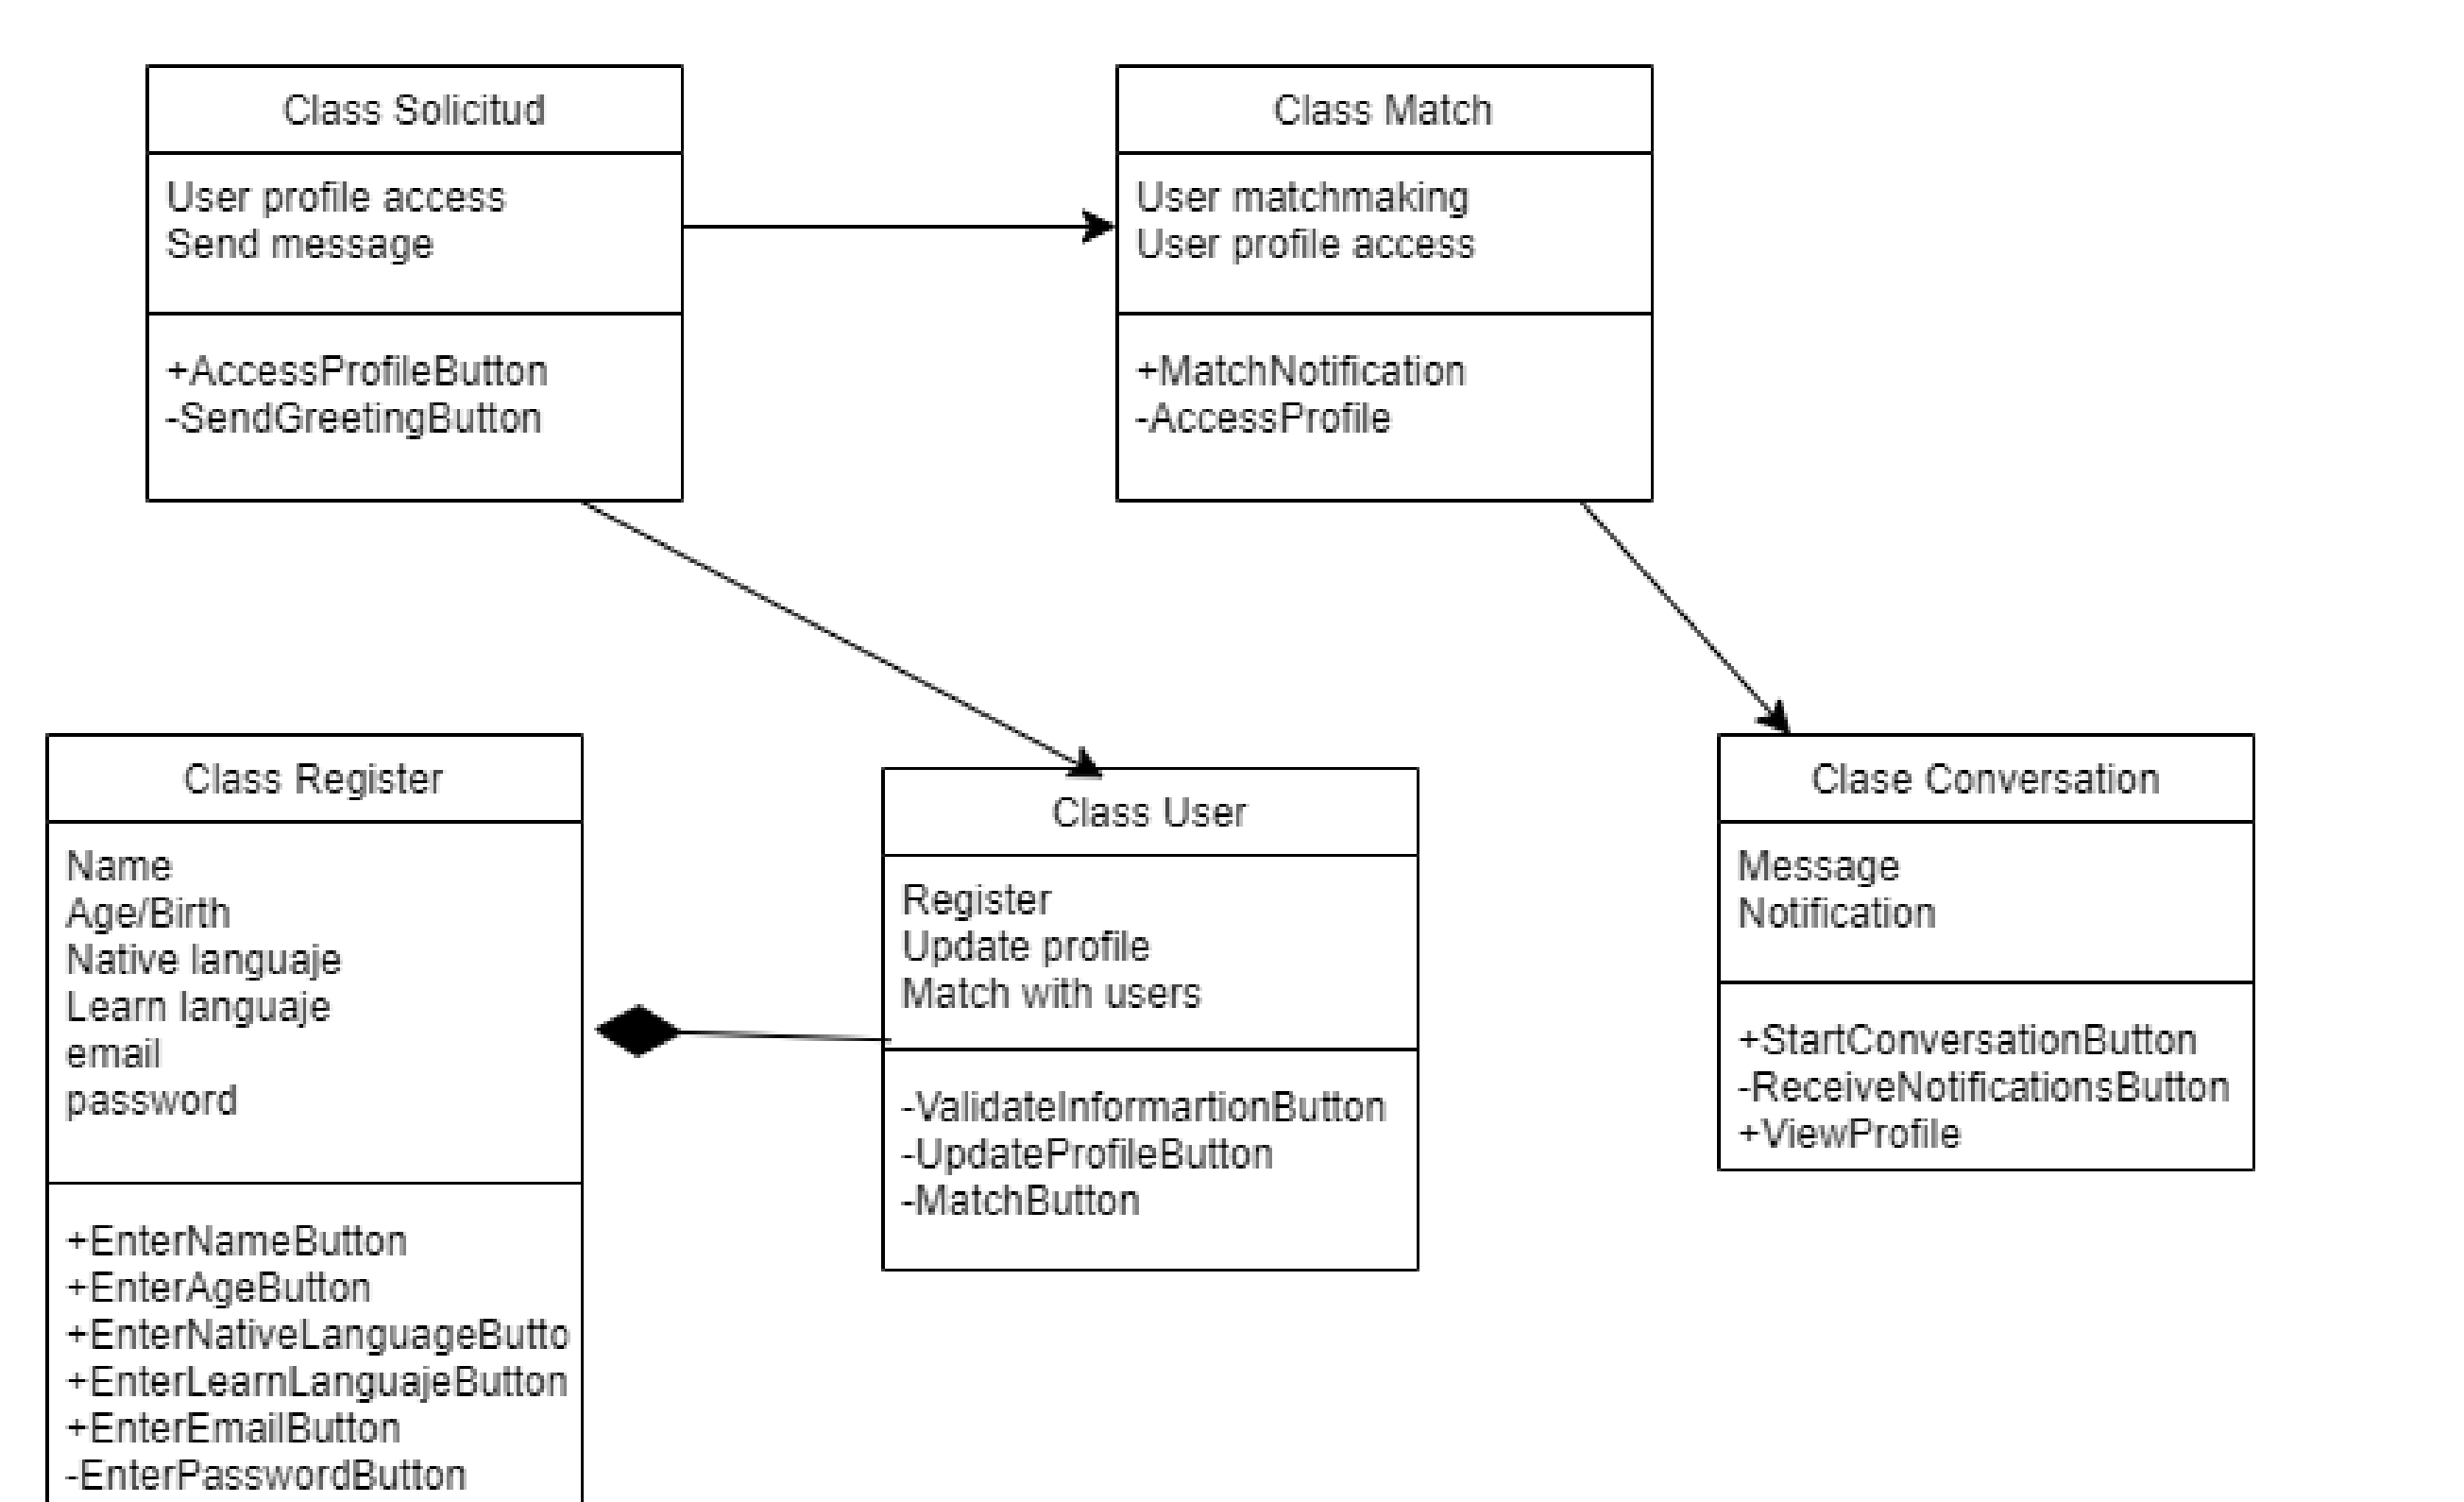 Class Solicitud
User profile access
Send message
+AccessProfileButton
-SendGreetingButton
Class Match
User matchmaking
User profile access
+MatchNotification
-AccessProfile
Class Register
Name
Age/Birth
Native languaje
Learn languaje
email
password
+EnterNameButton
+EnterAgeButton
+EnterNativeLanguageButto
+EnterLearnLanguajeButton
+EnterEmailButton
-EnterPasswordButton
Class User
Register
Update profile
Match with users
-ValidateInformartionButton
-UpdateProfileButton
-MatchButton
Clase Conversation
Message
Notification
+StartConversationButton
-ReceiveNotificationsButton
+ViewProfile